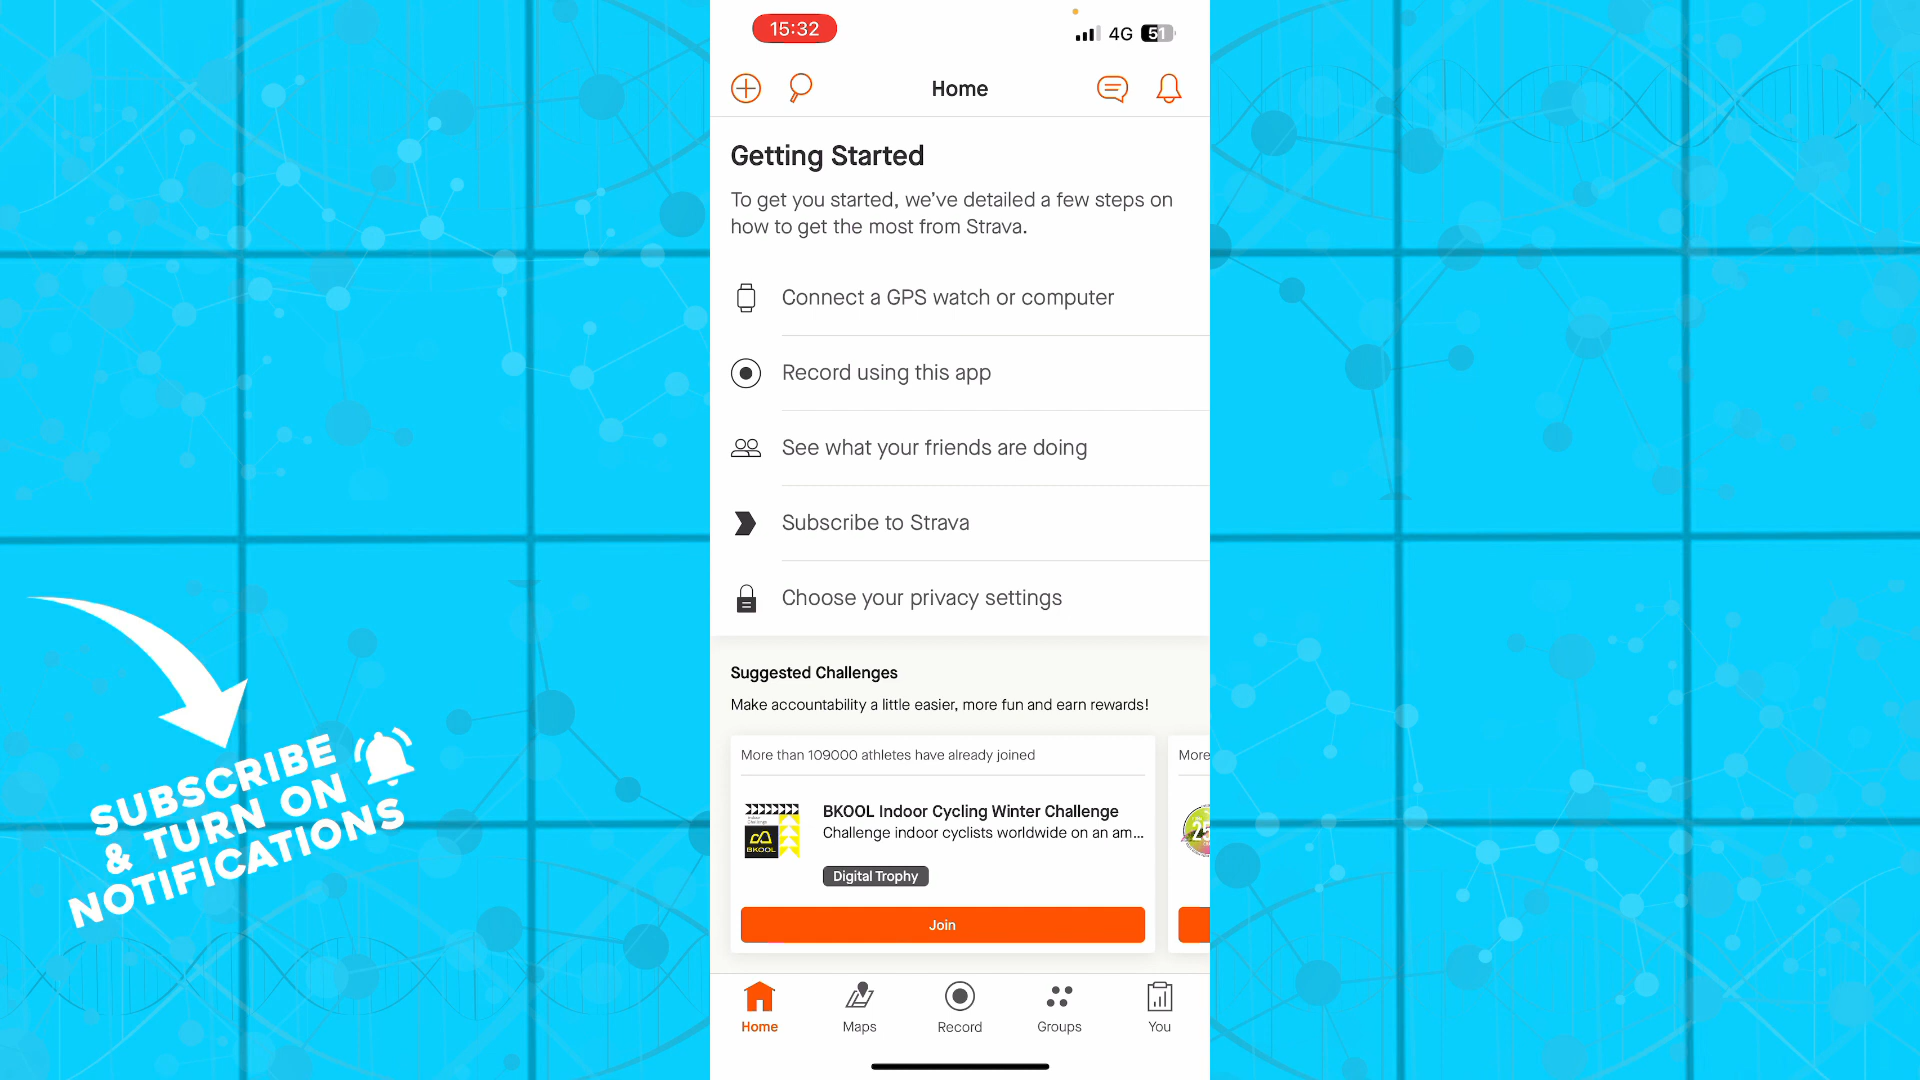 15:32
4G 51
Home
Getting Started
To get you started, we've detailed a few steps on
how to get the most from Strava.
Connect a GPS watch or computer
Record using this app
See what your friends are doing
Subscribe to Strava
Choose your privacy settings
Suggested Challenges
Make accountability a little easier, more fun and earn rewards!
More than 109000 athletes have already joined
More
BKOOL Indoor Cycling Winter Challenge
Challenge indoor cyclists worldwide on an am...
BKOOL
25
Digital Trophy
Join
Home
Maps
Record
Groups
You
SUBSCRIBE
& TURN ON
NOTIFICATIONS